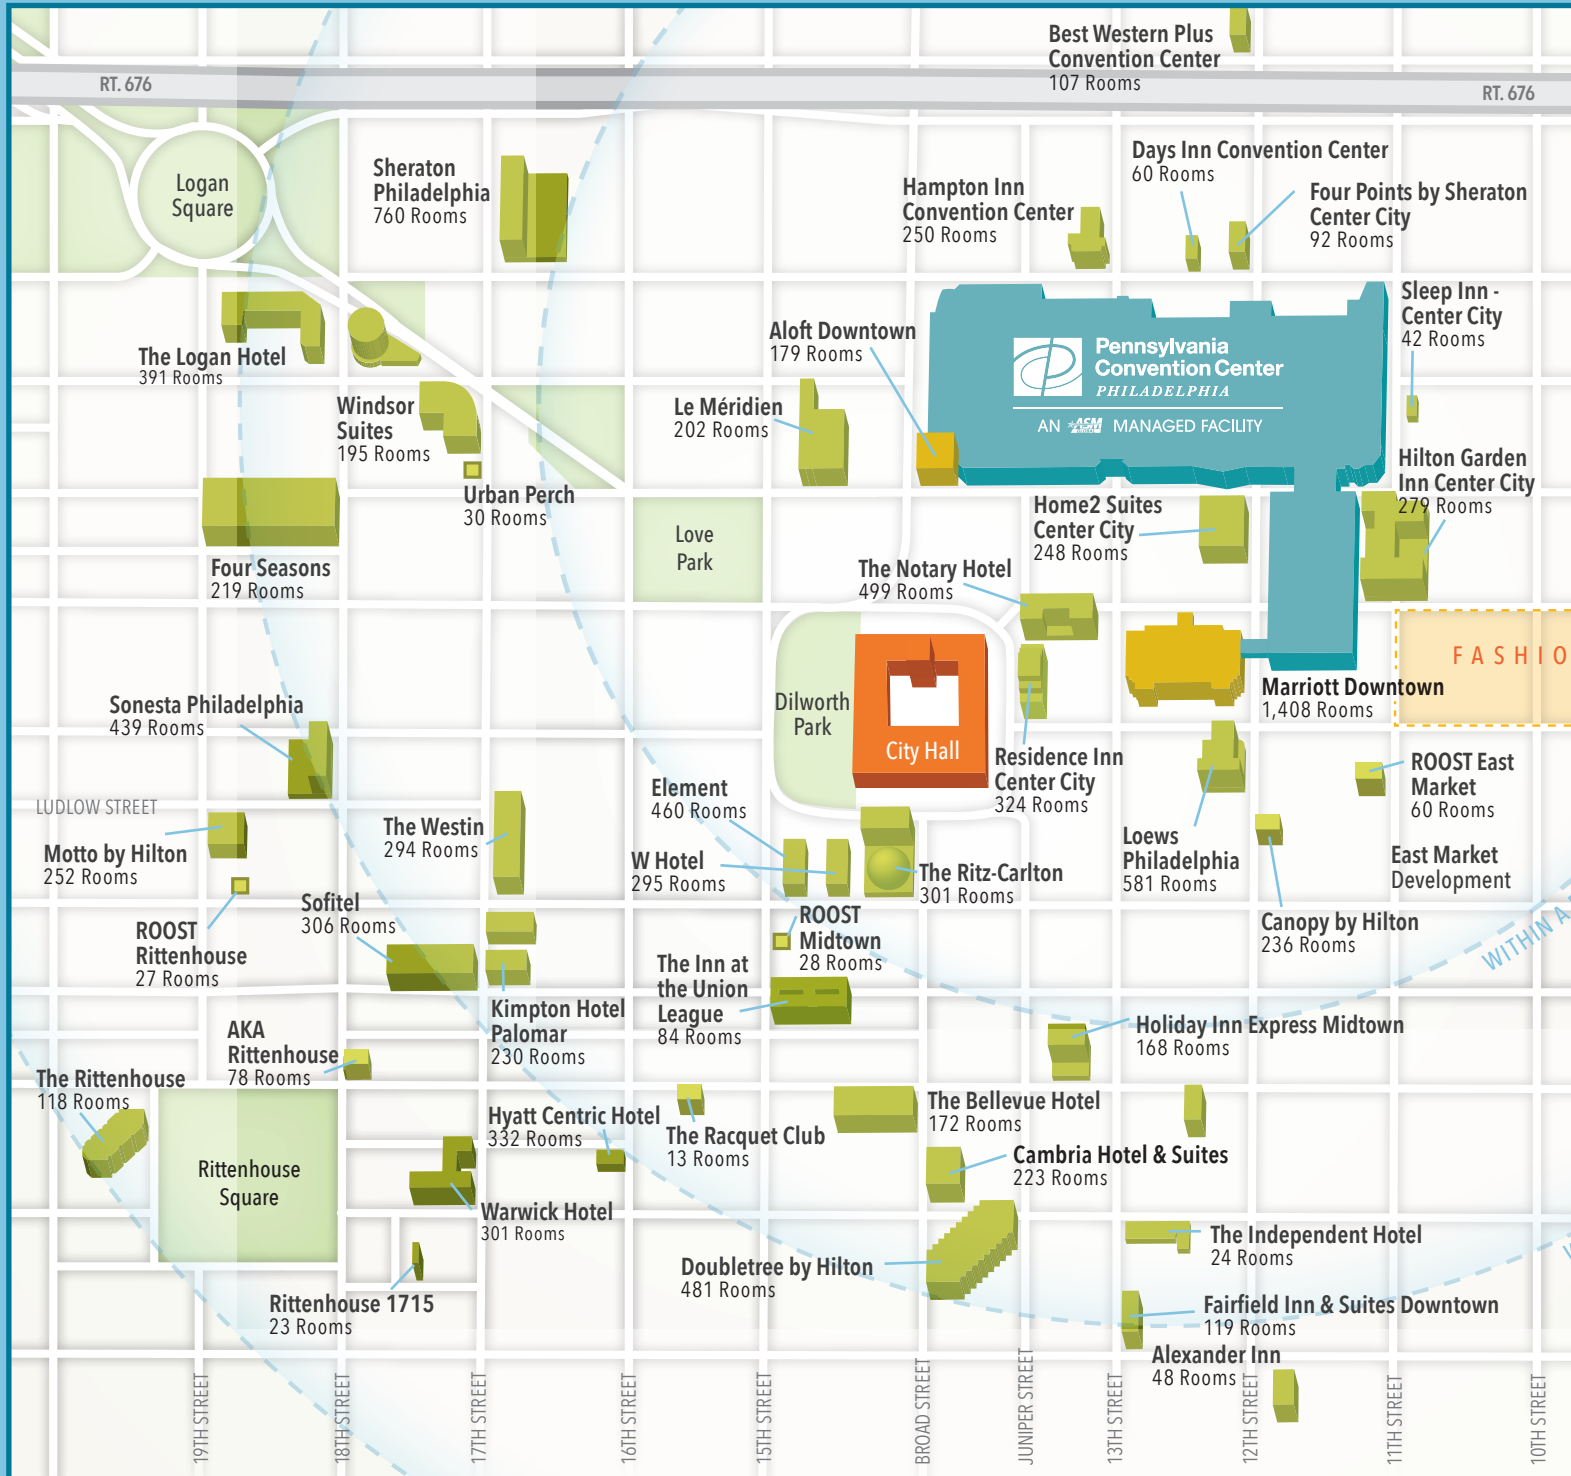 Best Western Plus
Convention Center
107 Rooms
RT. 676
RT. 676
Logan
Square
Sheraton
Philadelphia
760 Rooms
Hampton Inn
Convention Center
250 Rooms
Days Inn Convention Center
60 Rooms
Four Points by Sheraton
Center City
92 Rooms
The Logan Hotel
391 Rooms
Windsor
Suites
195 Rooms
Urban Perch
30 Rooms
Aloft Downtown
179 Rooms
Le Méridien
202 Rooms
Pennsylvania
Convention Center
PHILADELPHIA
AN ASM GLOBAL MANAGED FACILITY
Sleep Inn -
Center City
42 Rooms
Hilton Garden
Inn Center City
279 Rooms
Home2 Suites
Center City
248 Rooms
Four Seasons
219 Rooms
Love
Park
The Notary Hotel
499 Rooms
FASHIO
Marriott Downtown
1,408 Rooms
Sonesta Philadelphia
439 Rooms
Dilworth
Park
City Hall
Residence Inn
Center City
324 Rooms
LUDLOW STREET
Motto by Hilton
252 Rooms
The Westin
294 Rooms
Element
460 Rooms
W Hotel
295 Rooms
The Ritz-Carlton
301 Rooms
Loews
Philadelphia
581 Rooms
ROOST East
Market
60 Rooms
East Market
Development
Canopy by Hilton
236 Rooms
WITHIN A
ROOST
Rittenhouse
27 Rooms
Sofitel
306 Rooms
ROOST
Midtown
28 Rooms
The Inn at
the Union
League
84 Rooms
Kimpton Hotel
Palomar
230 Rooms
AKA
Rittenhouse
78 Rooms
Holiday Inn Express Midtown
168 Rooms
The Rittenhouse
118 Rooms
Rittenhouse
Square
Hyatt Centric Hotel
332 Rooms
The Racquet Club
13 Rooms
The Bellevue Hotel
172 Rooms
Cambria Hotel & Suites
223 Rooms
Warwick Hotel
301 Rooms
The Independent Hotel
24 Rooms
Doubletree by Hilton
481 Rooms
Rittenhouse 1715
23 Rooms
Fairfield Inn & Suites Downtown
119 Rooms
Alexander Inn
48 Rooms
19TH STREET
18TH STREET
17TH STREET
16TH STREET
15TH STREET
BROAD STREET
JUNIPER STREET
13TH STREET
12TH STREET
11TH STREET
10TH STREET